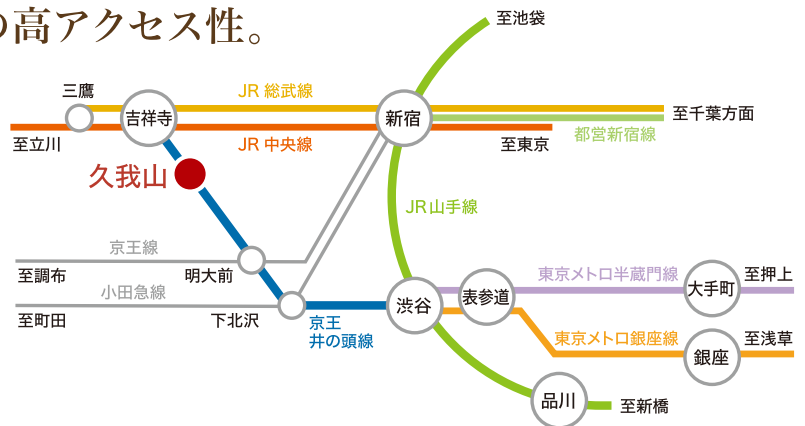 の高アクセス性。
至池袋
三鷹
JR 総武線
吉祥寺
新宿
至千葉方面
都営新宿線
至立川
JR 中央線
至東京
久我山
JR山手線
京王線
至調布
明大前
小田急線
至町田
下北沢
京王
井の頭線
渋谷
表参道
東京メトロ半蔵門線
大手町
至押上
東京メトロ銀座線
銀座
至浅草
品川
至新橋